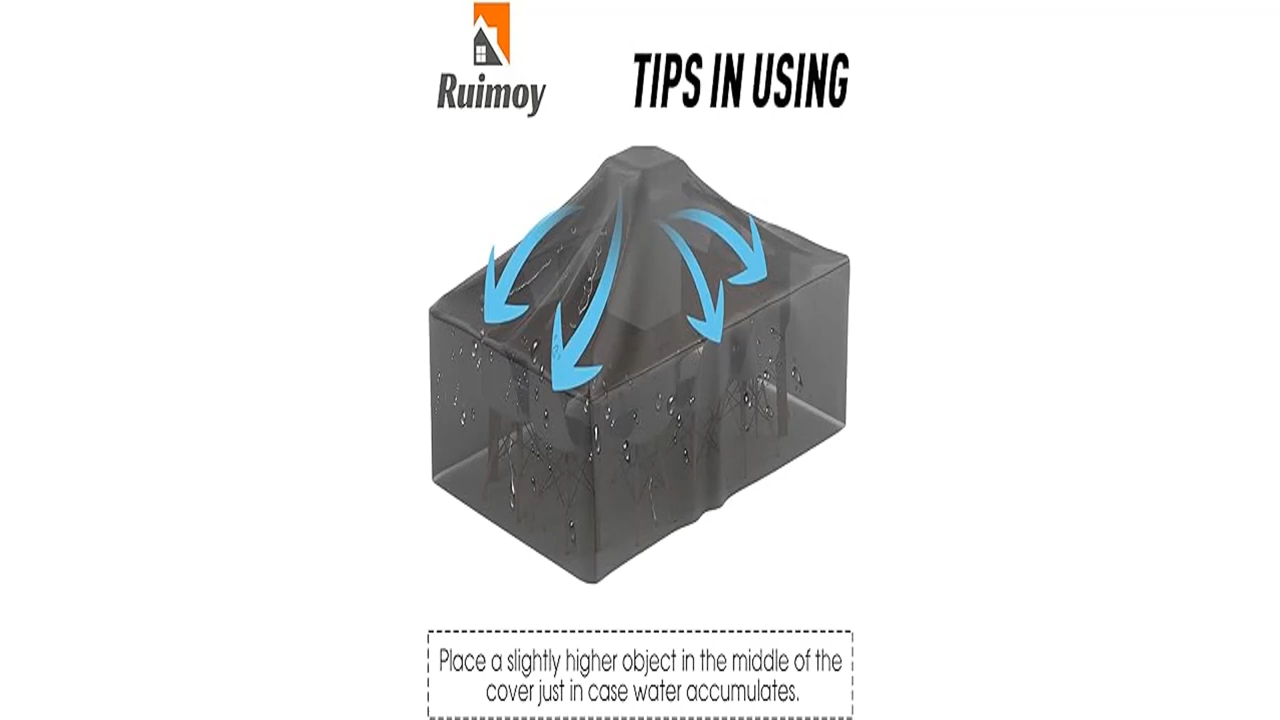 Ruimoy
TIPS IN USING
Place a slightly higher object in the middle of the
cover just in case water accumulates.